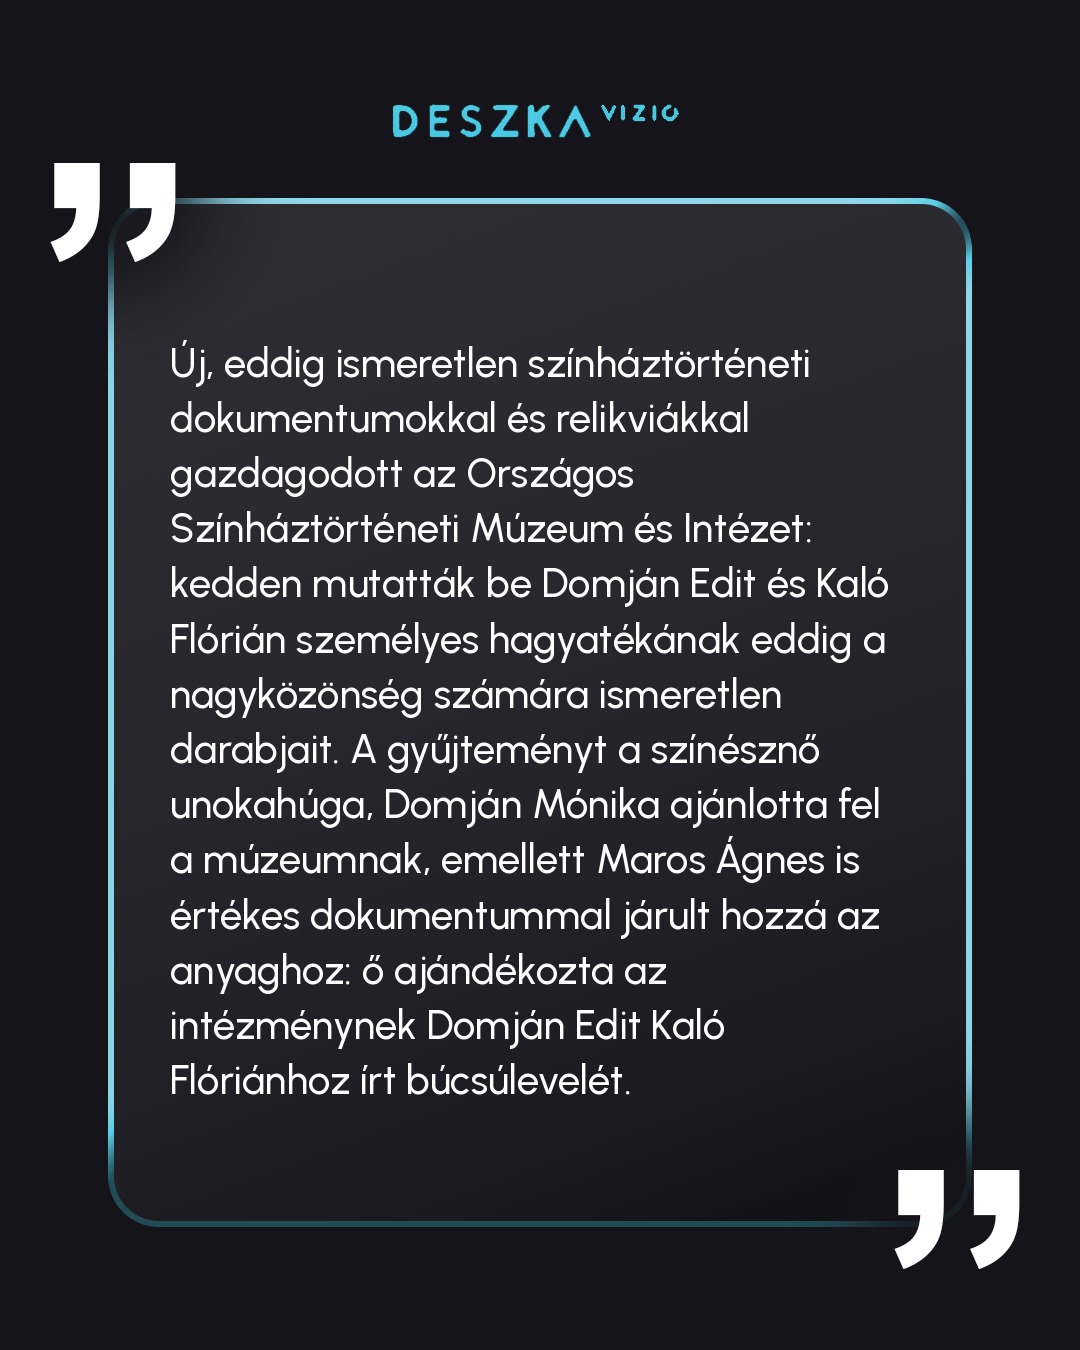 DESZKA VIZIO
Új, eddig ismeretlen színháztörténeti
dokumentumokkal és relikviákkal
gazdagodott az Országos
Színháztörténeti Múzeum és Intézet:
kedden mutatták be Domján Edit és Kaló
Flórián személyes hagyatékának eddig a
nagyközönség számára ismeretlen
darabjait. A gyűjteményt a színésznő
unokahúga, Domján Mónika ajánlotta fel
a múzeumnak, emellett Maros Ágnes is
értékes dokumentummal járult hozzá az
anyaghoz: ő ajándékozta az
intézménynek Domján Edit Kaló
Flóriánhoz írt búcsúlevelét.